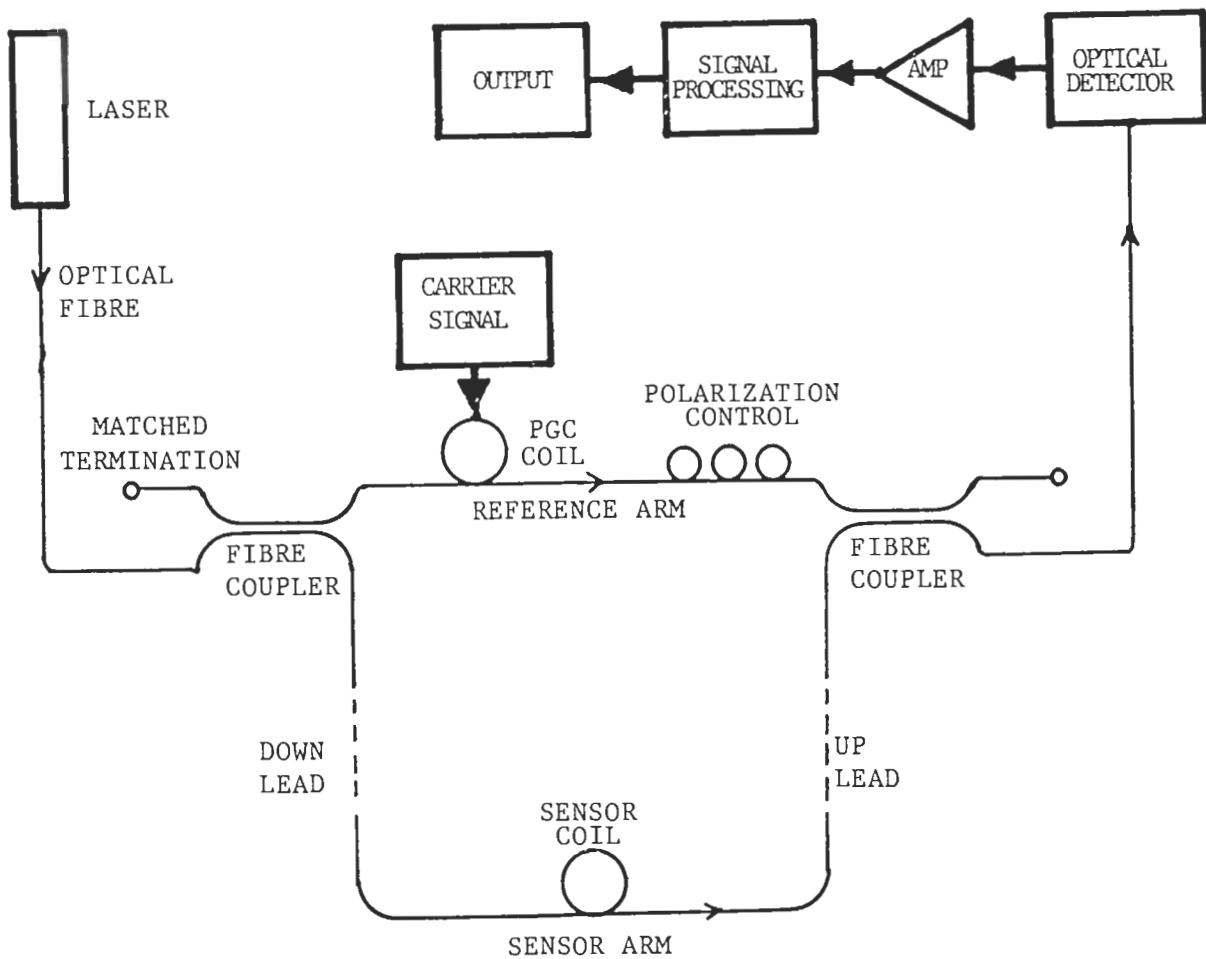 LASER
OUTPUT
SIGNAL
PROCESSING
AMP
OPTICAL
DETECTOR
OPTICAL
FIBRE
CARRIER
SIGNAL
MATCHED
TERMINATION
PGC
COIL
POLARIZATION
CONTROL
REFERENCE ARM
FIBRE
COUPLER
FIBRE
COUPLER
DOWN
LEAD
UP
LEAD
SENSOR
COIL
SENSOR ARM